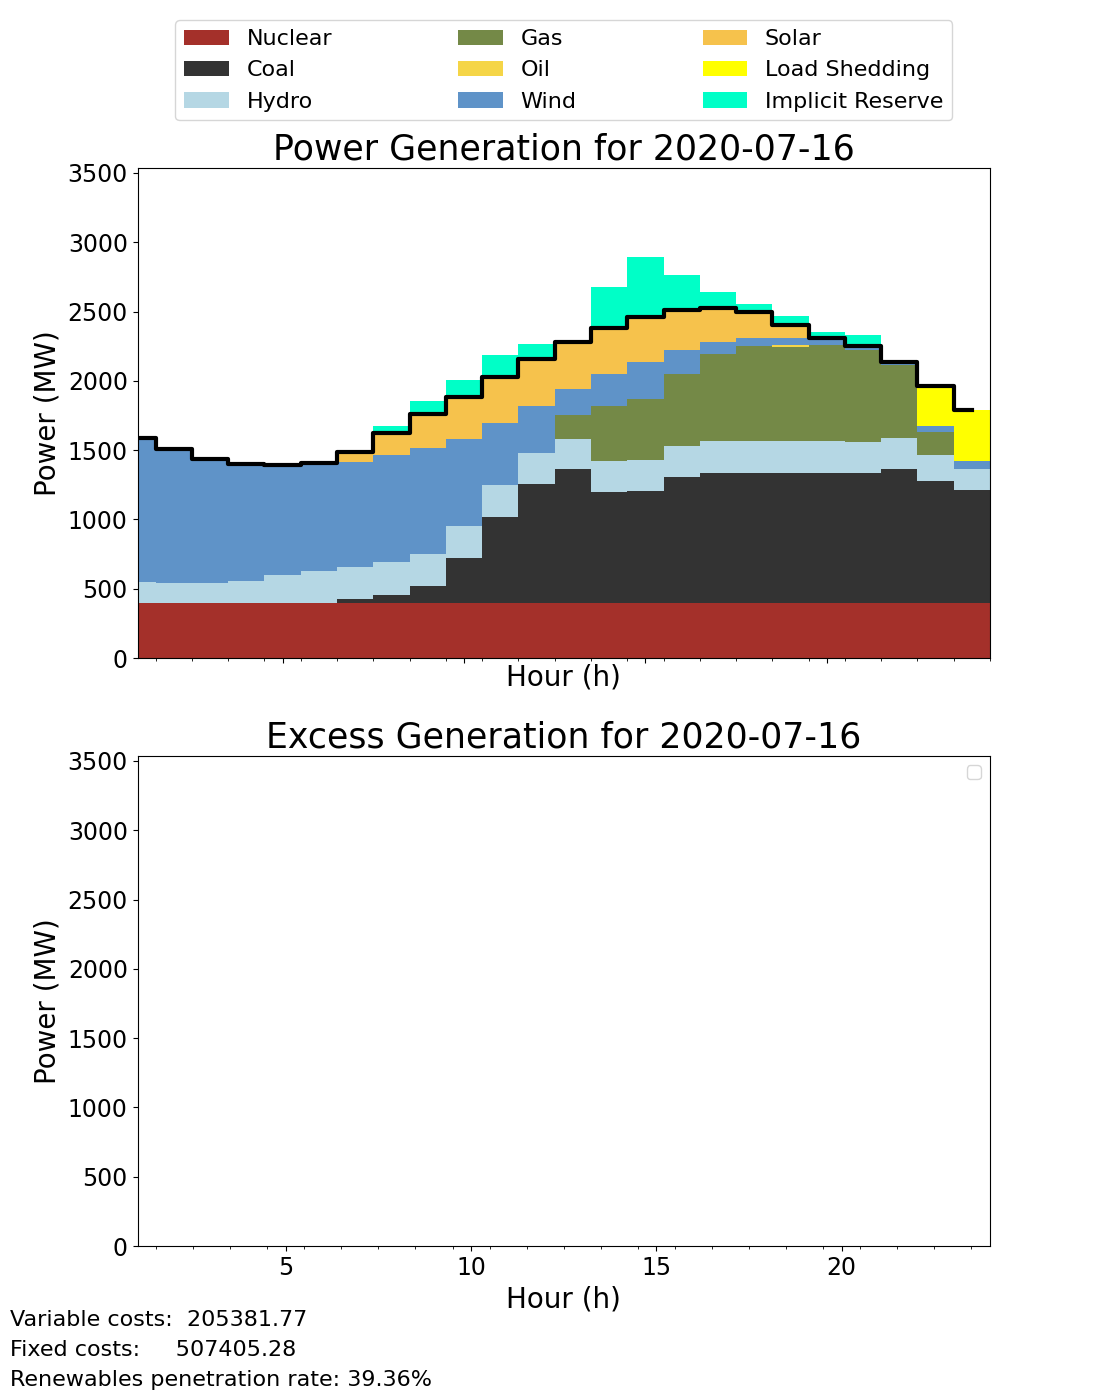 Nuclear Gas Solar
Coal Oil Load Shedding
Hydro Wind Implicit Reserve
Power Generation for 2020-07-16
3500
3000
2500
2000
1500
1000
500
0
Power (MW)
Hour (h)
Excess Generation for 2020-07-16
3500
3000
2500
2000
1500
1000
500
0
Power (MW)
5 10 15 20
Hour (h)
Variable costs: 205381.77
Fixed costs: 507405.28
Renewables penetration rate: 39.36%